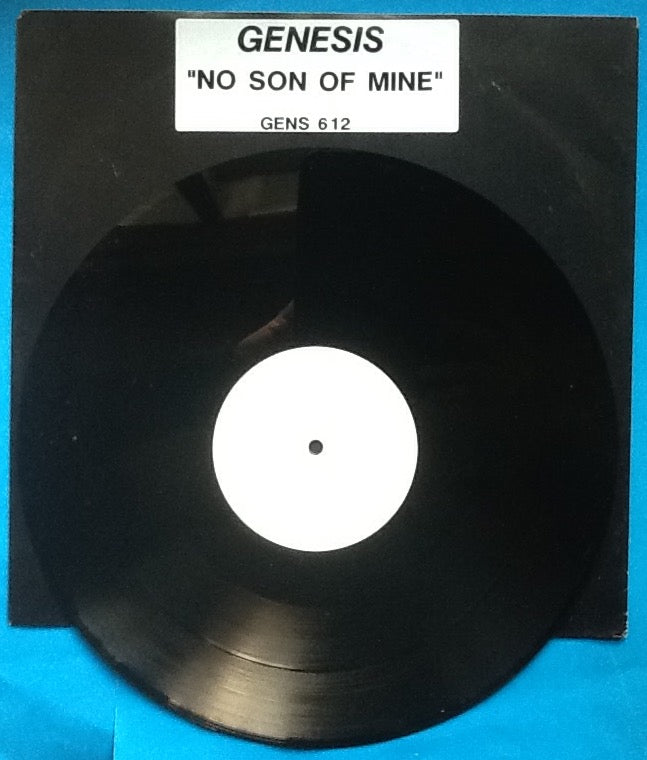 GENESIS
"NO SON OF MINE"
GENS 612